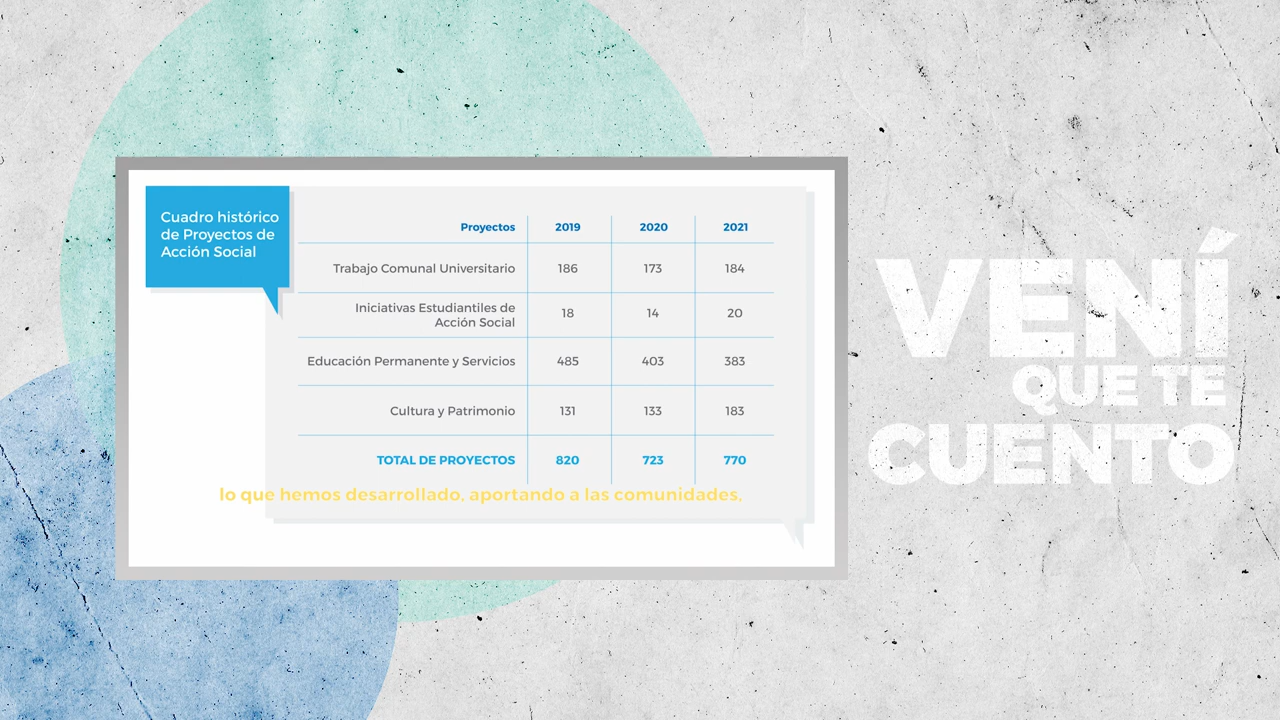 Cuadro histórico
de Proyectos de
Acción Social
Proyectos 2019 2020 2021
Trabajo Comunal Universitario 186 173 184
Iniciativas Estudiantiles de
Acción Social 18 14 20
Educación Permanente y Servicios 485 403 383
Cultura y Patrimonio 131 133 183
TOTAL DE PROYECTOS 820 723 770
lo que hemos desarrollado, aportando a las comunidades,
VENÍ
QUE TE
CUENTO